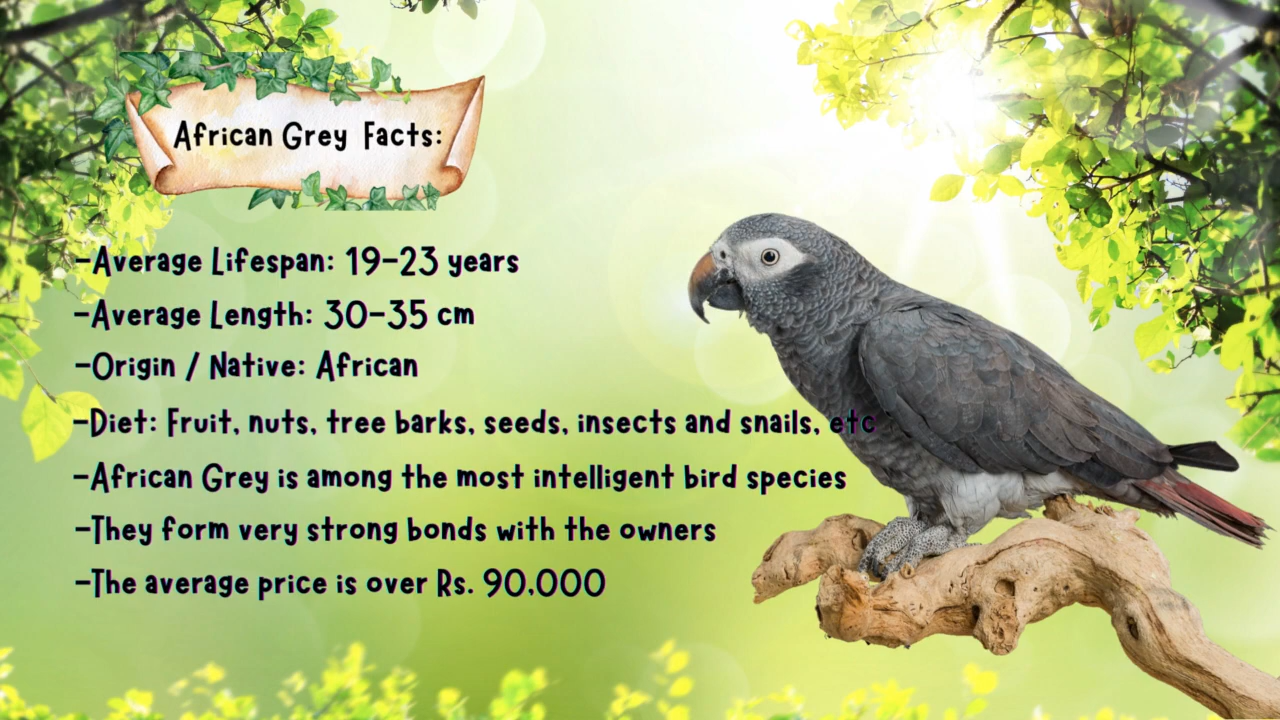 African Grey Facts:
-Average Lifespan: 19-23 years
-Average Length: 30-35 cm
-Origin / Native: African
-Diet: Fruit, nuts, tree barks, seeds, insects and snails, etc
-African Grey is among the most intelligent bird species
-They form very strong bonds with the owners
-The average price is over Rs. 90,000